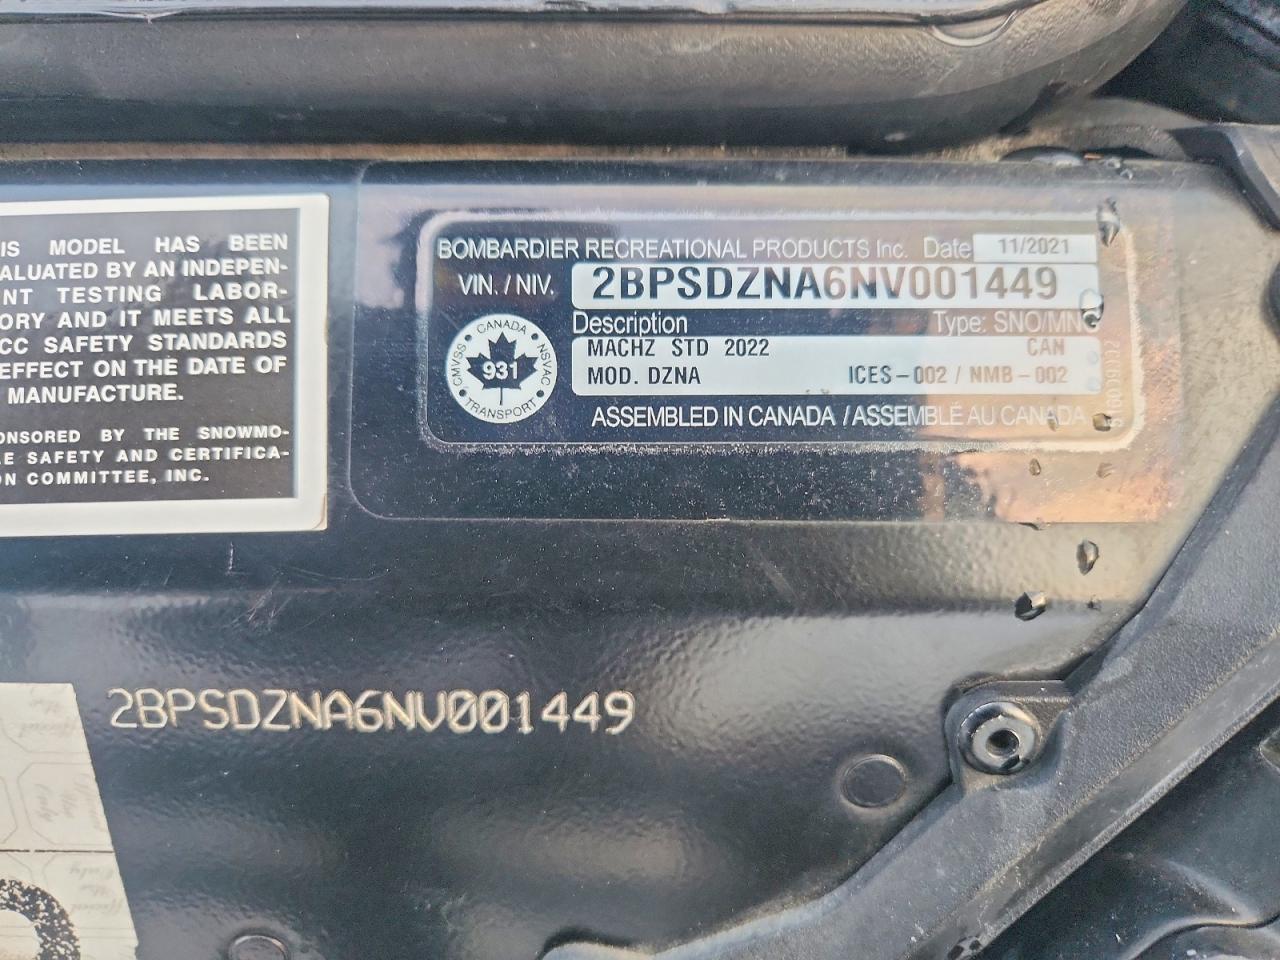 IS MODEL HAS BEEN
ALUATED BY AN INDEPEN-
NT TESTING LABOR-
ORY AND IT MEETS ALL
CC SAFETY STANDARDS
EFFECT ON THE DATE OF
MANUFACTURE.
ONSORED BY THE SNOWMO-
LE SAFETY AND CERTIFICA-
ON COMMITTEE, INC.
BOMBARDIER RECREATIONAL PRODUCTS Inc. Date 11/2021
VIN. / NIV. 2BPSDZNA6NV001449
Description Type: SNO/MNG
MACHZ STD 2022 CAN
MOD. DZNA ICES-002 / NMB-002
ASSEMBLED IN CANADA / ASSEMBLÉ AU CANADA
CANADA
CMVSS 931 NSVAC
TRANSPORT
2BPSDZNA6NV001449